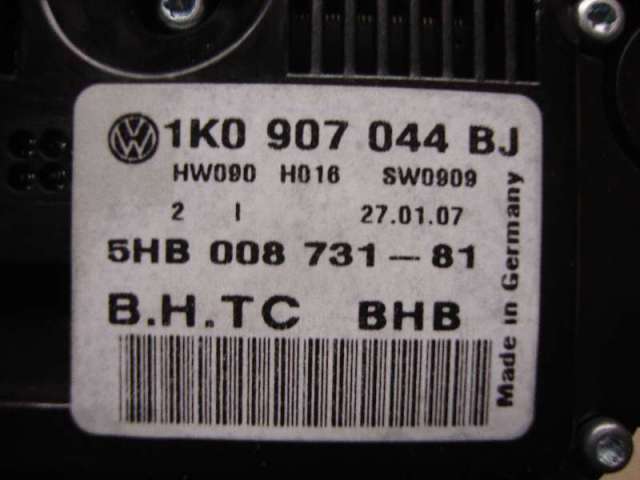 VW 1K0 907 044 BJ
HW090 H016 SW0909
2 I 27.01.07
5HB 008 731-81
B.H.TC BHB
Made in Germany